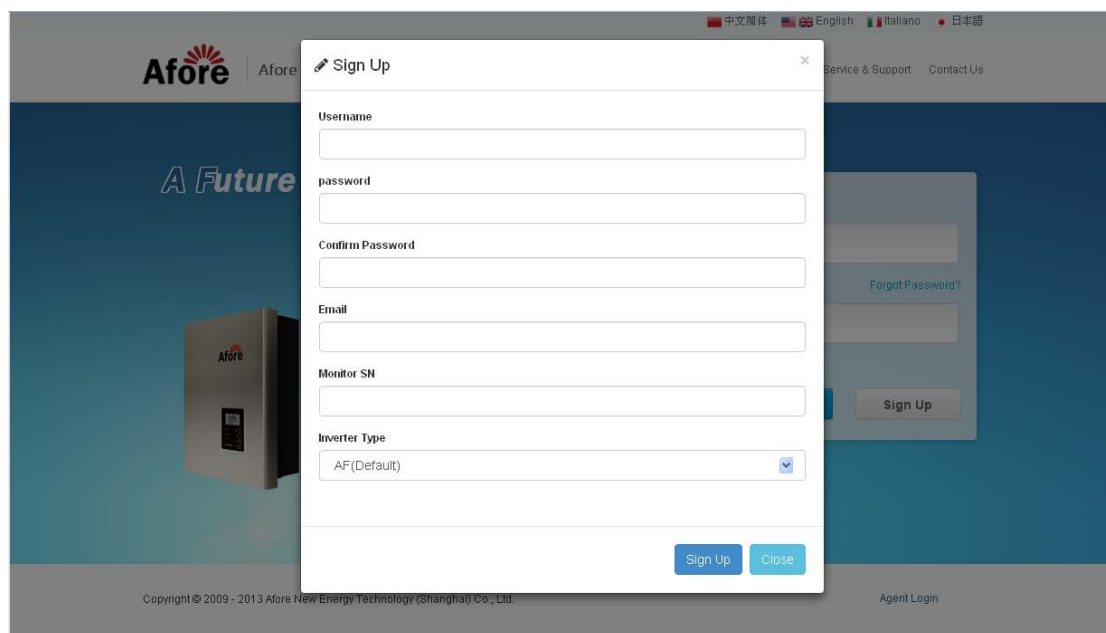 中文简体 English Italiano 日本語
Afore Afore Service & Support Contact Us
Sign Up ×
Username
A Future
password
Confirm Password
Forgot Password?
Email
Afore
Monitor SN
Sign Up
Inverter Type
AF(Default)
Sign Up Close
Copyright © 2009 - 2013 Afore New Energy Technology (Shanghai) Co., Ltd. Agent Login